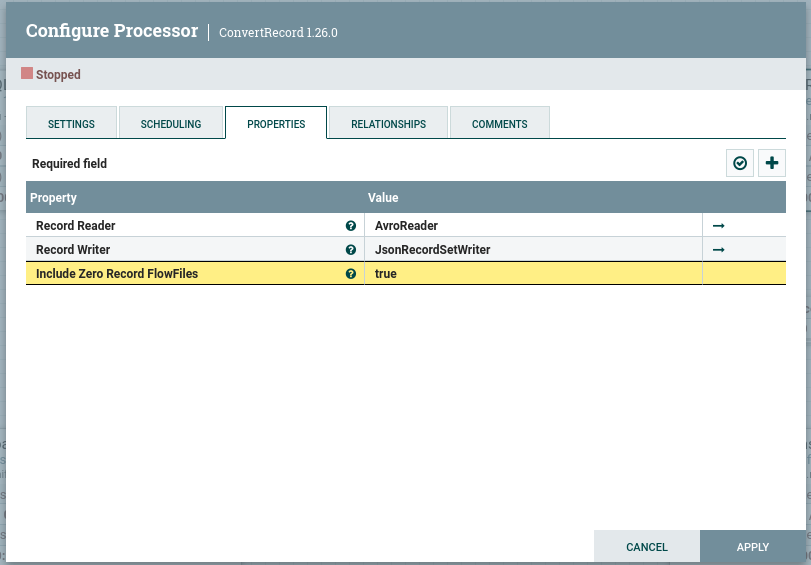 Configure Processor | ConvertRecord 1.26.0
Stopped
SETTINGS SCHEDULING PROPERTIES RELATIONSHIPS COMMENTS
Required field
Property Value
Record Reader AvroReader
Record Writer JsonRecordSetWriter
Include Zero Record FlowFiles true
CANCEL APPLY